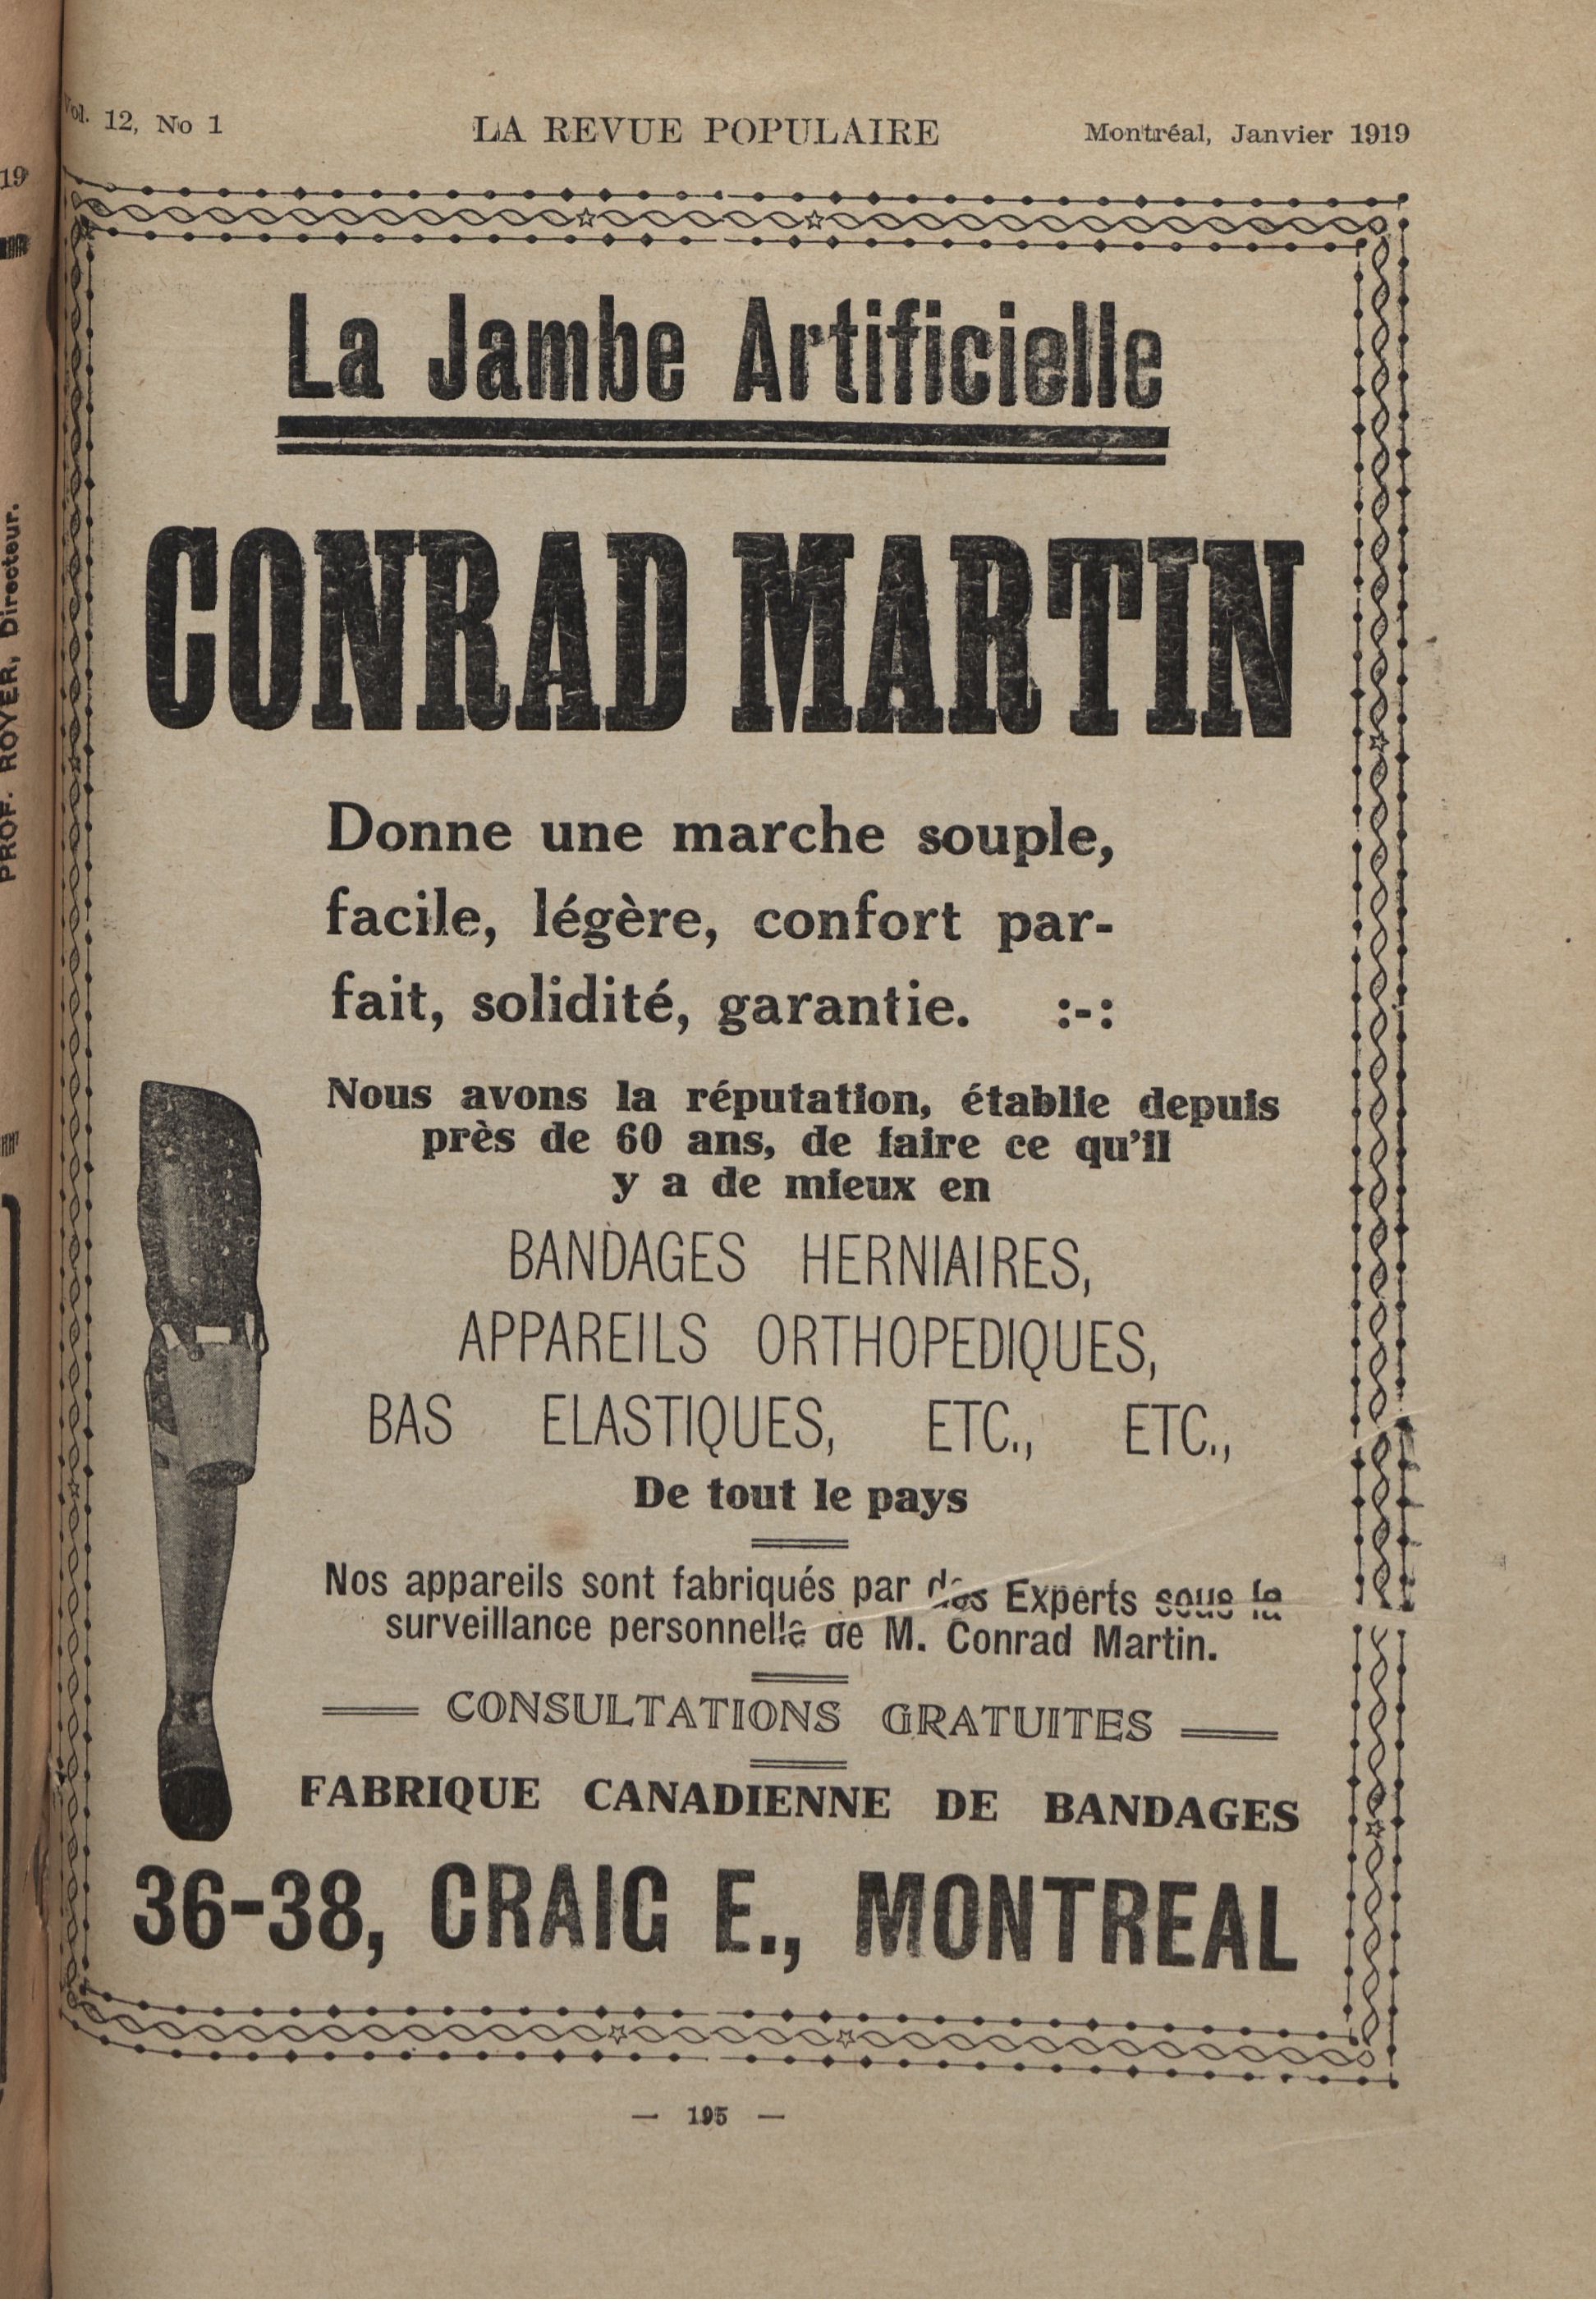 Vol. 12, No 1 LA REVUE POPULAIRE Montréal, Janvier 1919
19
PROF. ROYER, Directeur.
La Jambe Artificielle
CONRAD MARTIN
Donne une marche souple,
facile, légère, confort par-
fait, solidité, garantie. :-:
Nous avons la réputation, établie depuis
près de 60 ans, de faire ce qu'il
y a de mieux en
BANDAGES HERNIAIRES,
APPAREILS ORTHOPEDIQUES,
BAS ELASTIQUES, ETC., ETC.,
De tout le pays
Nos appareils sont fabriqués par des Experts sous la
surveillance personnelle de M. Conrad Martin.
CONSULTATIONS GRATUITES
FABRIQUE CANADIENNE DE BANDAGES
36-38, CRAIG E., MONTREAL
— 195 —